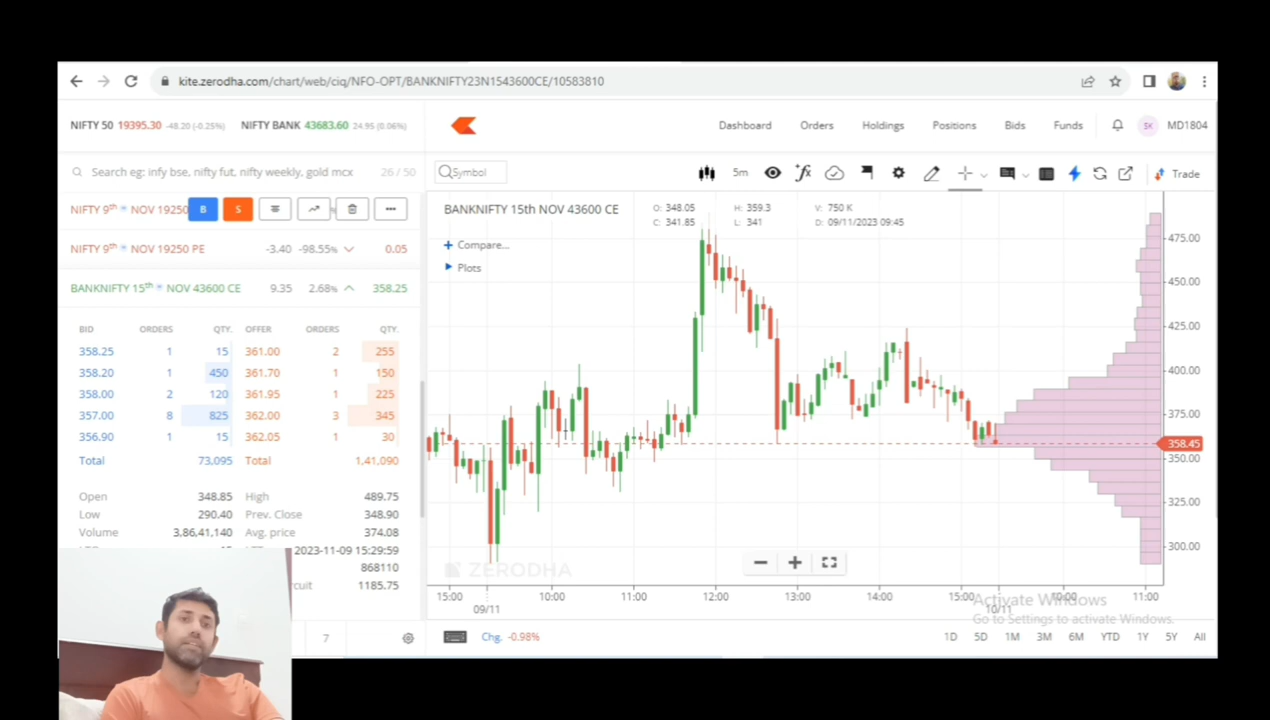 kite.zerodha.com/chart/web/ciq/NFO-OPT/BANKNIFTY23N1543600CE/10583810
NIFTY 50 19395.30 -48.20 (-0.25%) NIFTY BANK 43683.60 24.95 (0.06%)
Dashboard Orders Holdings Positions Bids Funds SK MD1804
Search eg: infy bse, nifty fut, nifty weekly, gold mcx 26 / 50
Symbol 5m Trade
NIFTY 9th NOV 19250 B S
BANKNIFTY 15th NOV 43600 CE
O: 348.05 H: 359.3 V: 750 K
C: 341.85 L: 341 D: 09/11/2023 09:45
NIFTY 9th NOV 19250 PE -3.40 -98.55% 0.05
Compare...
Plots
BANKNIFTY 15th NOV 43600 CE 9.35 2.68% 358.25
BID ORDERS QTY. OFFER ORDERS QTY.
358.25 1 15 361.00 2 255
358.20 1 450 361.70 1 150
358.00 2 120 361.95 1 225
357.00 8 825 362.00 3 345
356.90 1 15 362.05 1 30
Total 73,095 Total 1,41,090
Open 348.85 High 489.75
Low 290.40 Prev. Close 348.90
Volume 3,86,41,140 Avg. price 374.08
2023-11-09 15:29:59
868110
rcuit 1185.75
7
475.00
450.00
425.00
400.00
375.00
358.45
350.00
325.00
300.00
ZERODHA
15:00 10:00 11:00 12:00 13:00 14:00 15:00 10:00 11:00
09/11 10/11
Activate Windows
Go to Settings to activate Windows.
Chg. -0.98%
1D 5D 1M 3M 6M YTD 1Y 5Y All